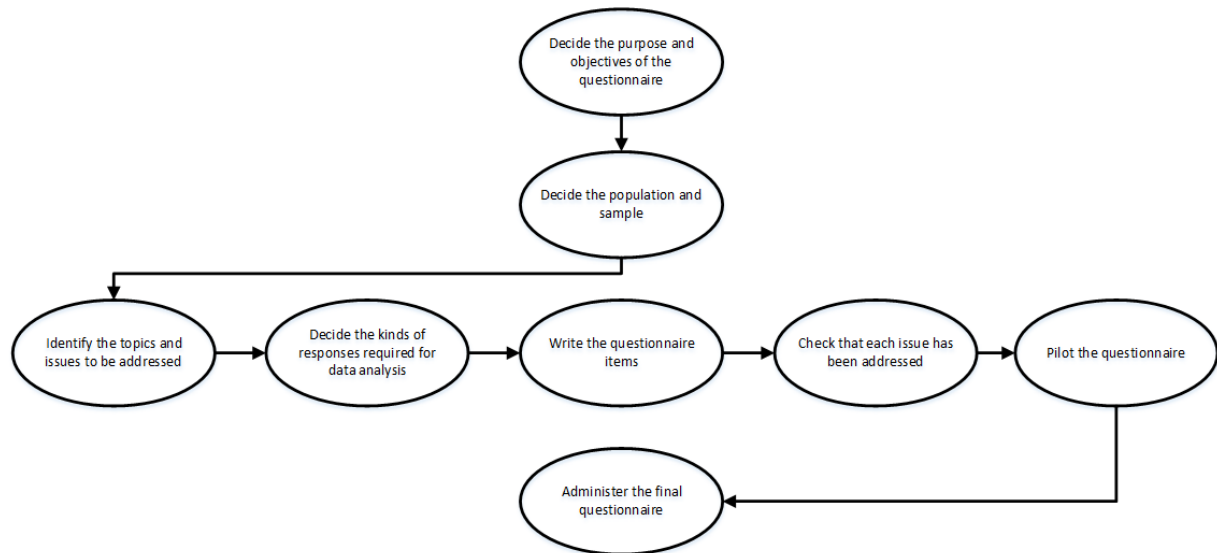 Decide the purpose and
objectives of the
questionnaire
Decide the population and
sample
Identify the topics and
issues to be addressed
Decide the kinds of
responses required for
data analysis
Write the questionnaire
items
Check that each issue has
been addressed
Pilot the questionnaire
Administer the final
questionnaire